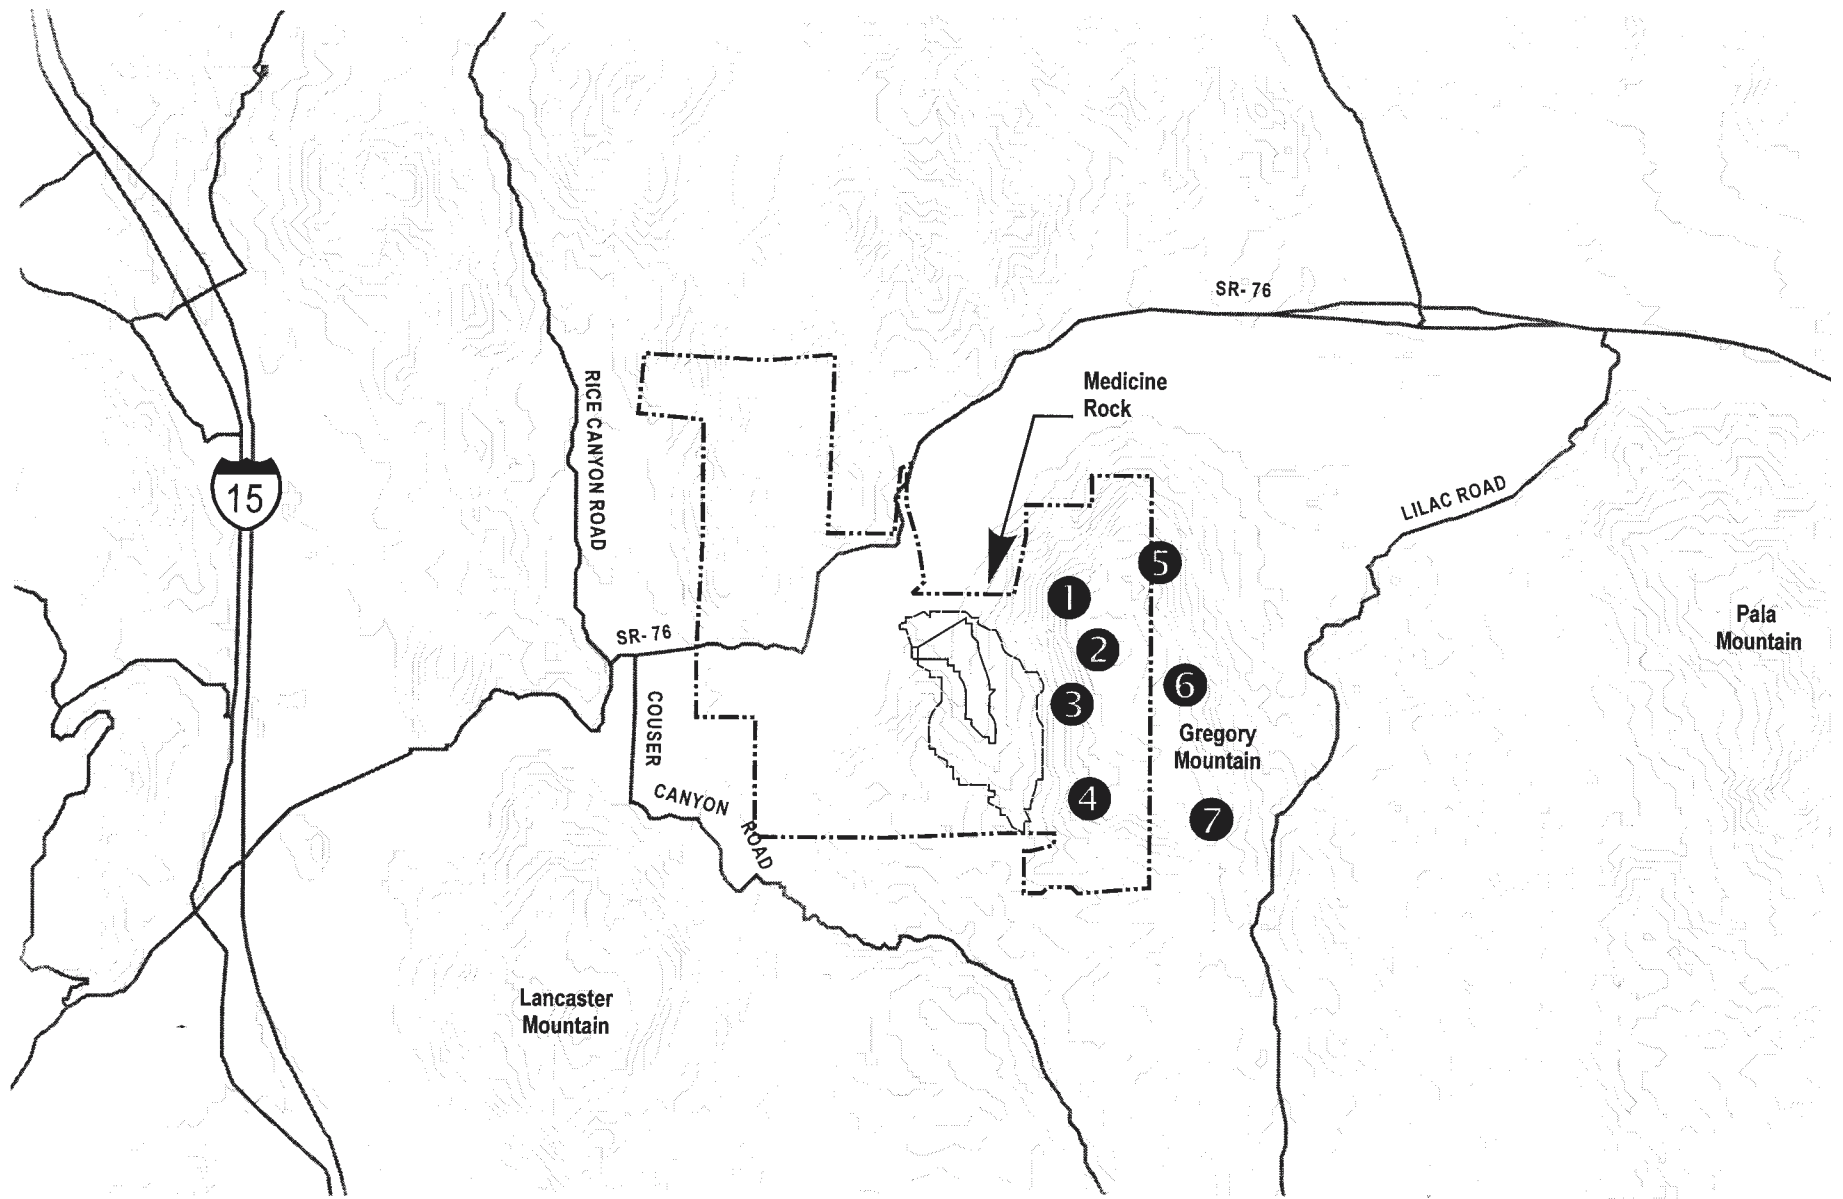 SR- 76
Medicine
Rock
RICE CANYON ROAD
15
LILAC ROAD
5
1
2
SR- 76
Pala
Mountain
6
3
COUSER
CANYON
ROAD
Gregory
Mountain
4
7
Lancaster
Mountain